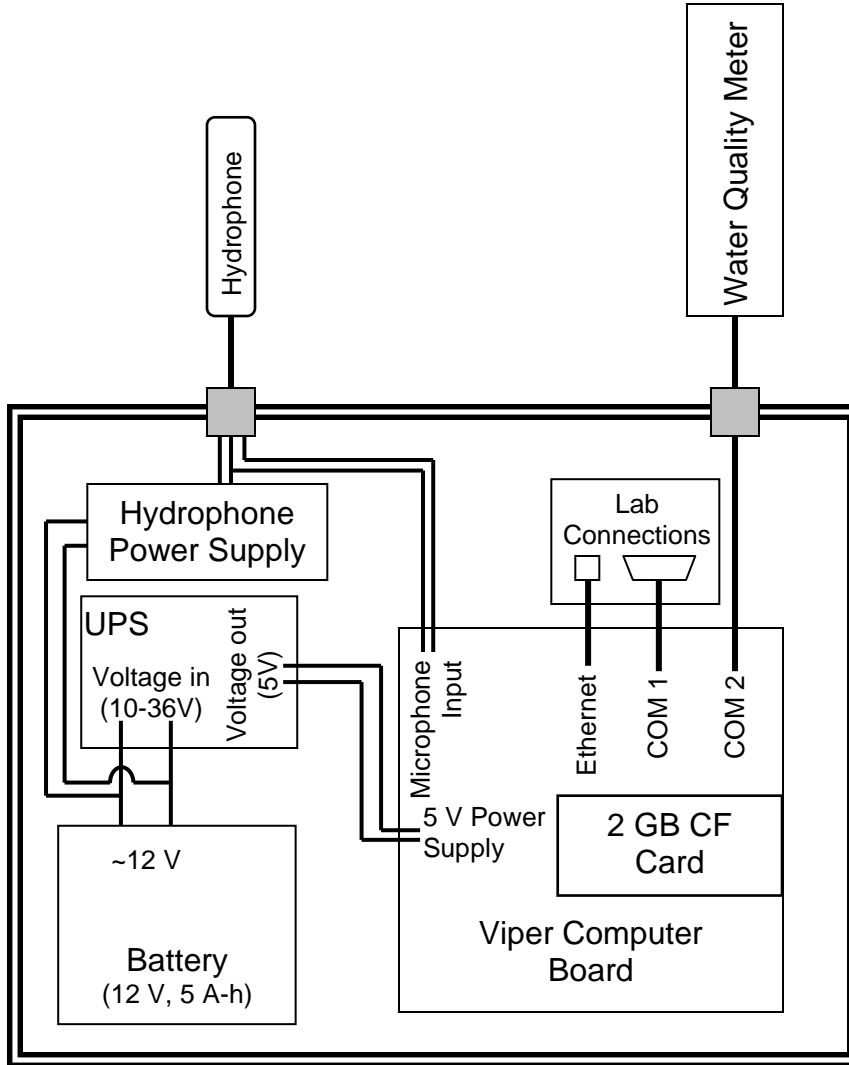 Water Quality Meter
Hydrophone
Hydrophone
Power Supply
Lab
Connections
UPS
Voltage in
(10-36V)
Voltage out
(5V)
Microphone
Input
Ethernet
COM 1
COM 2
5 V Power
Supply
2 GB CF
Card
~12 V
Battery
(12 V, 5 A-h)
Viper Computer
Board